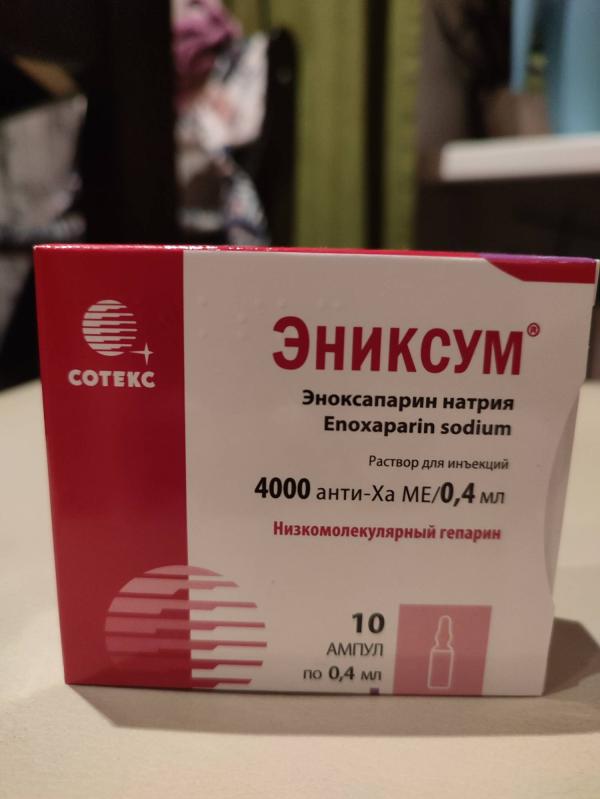 СОТЕКС
ЭНИКСУМ®
Эноксапарин натрия
Enoxaparin sodium
Раствор для инъекций
4000 анти-Ха МЕ/0,4 мл
Низкомолекулярный гепарин
10
АМПУЛ
по 0,4 мл